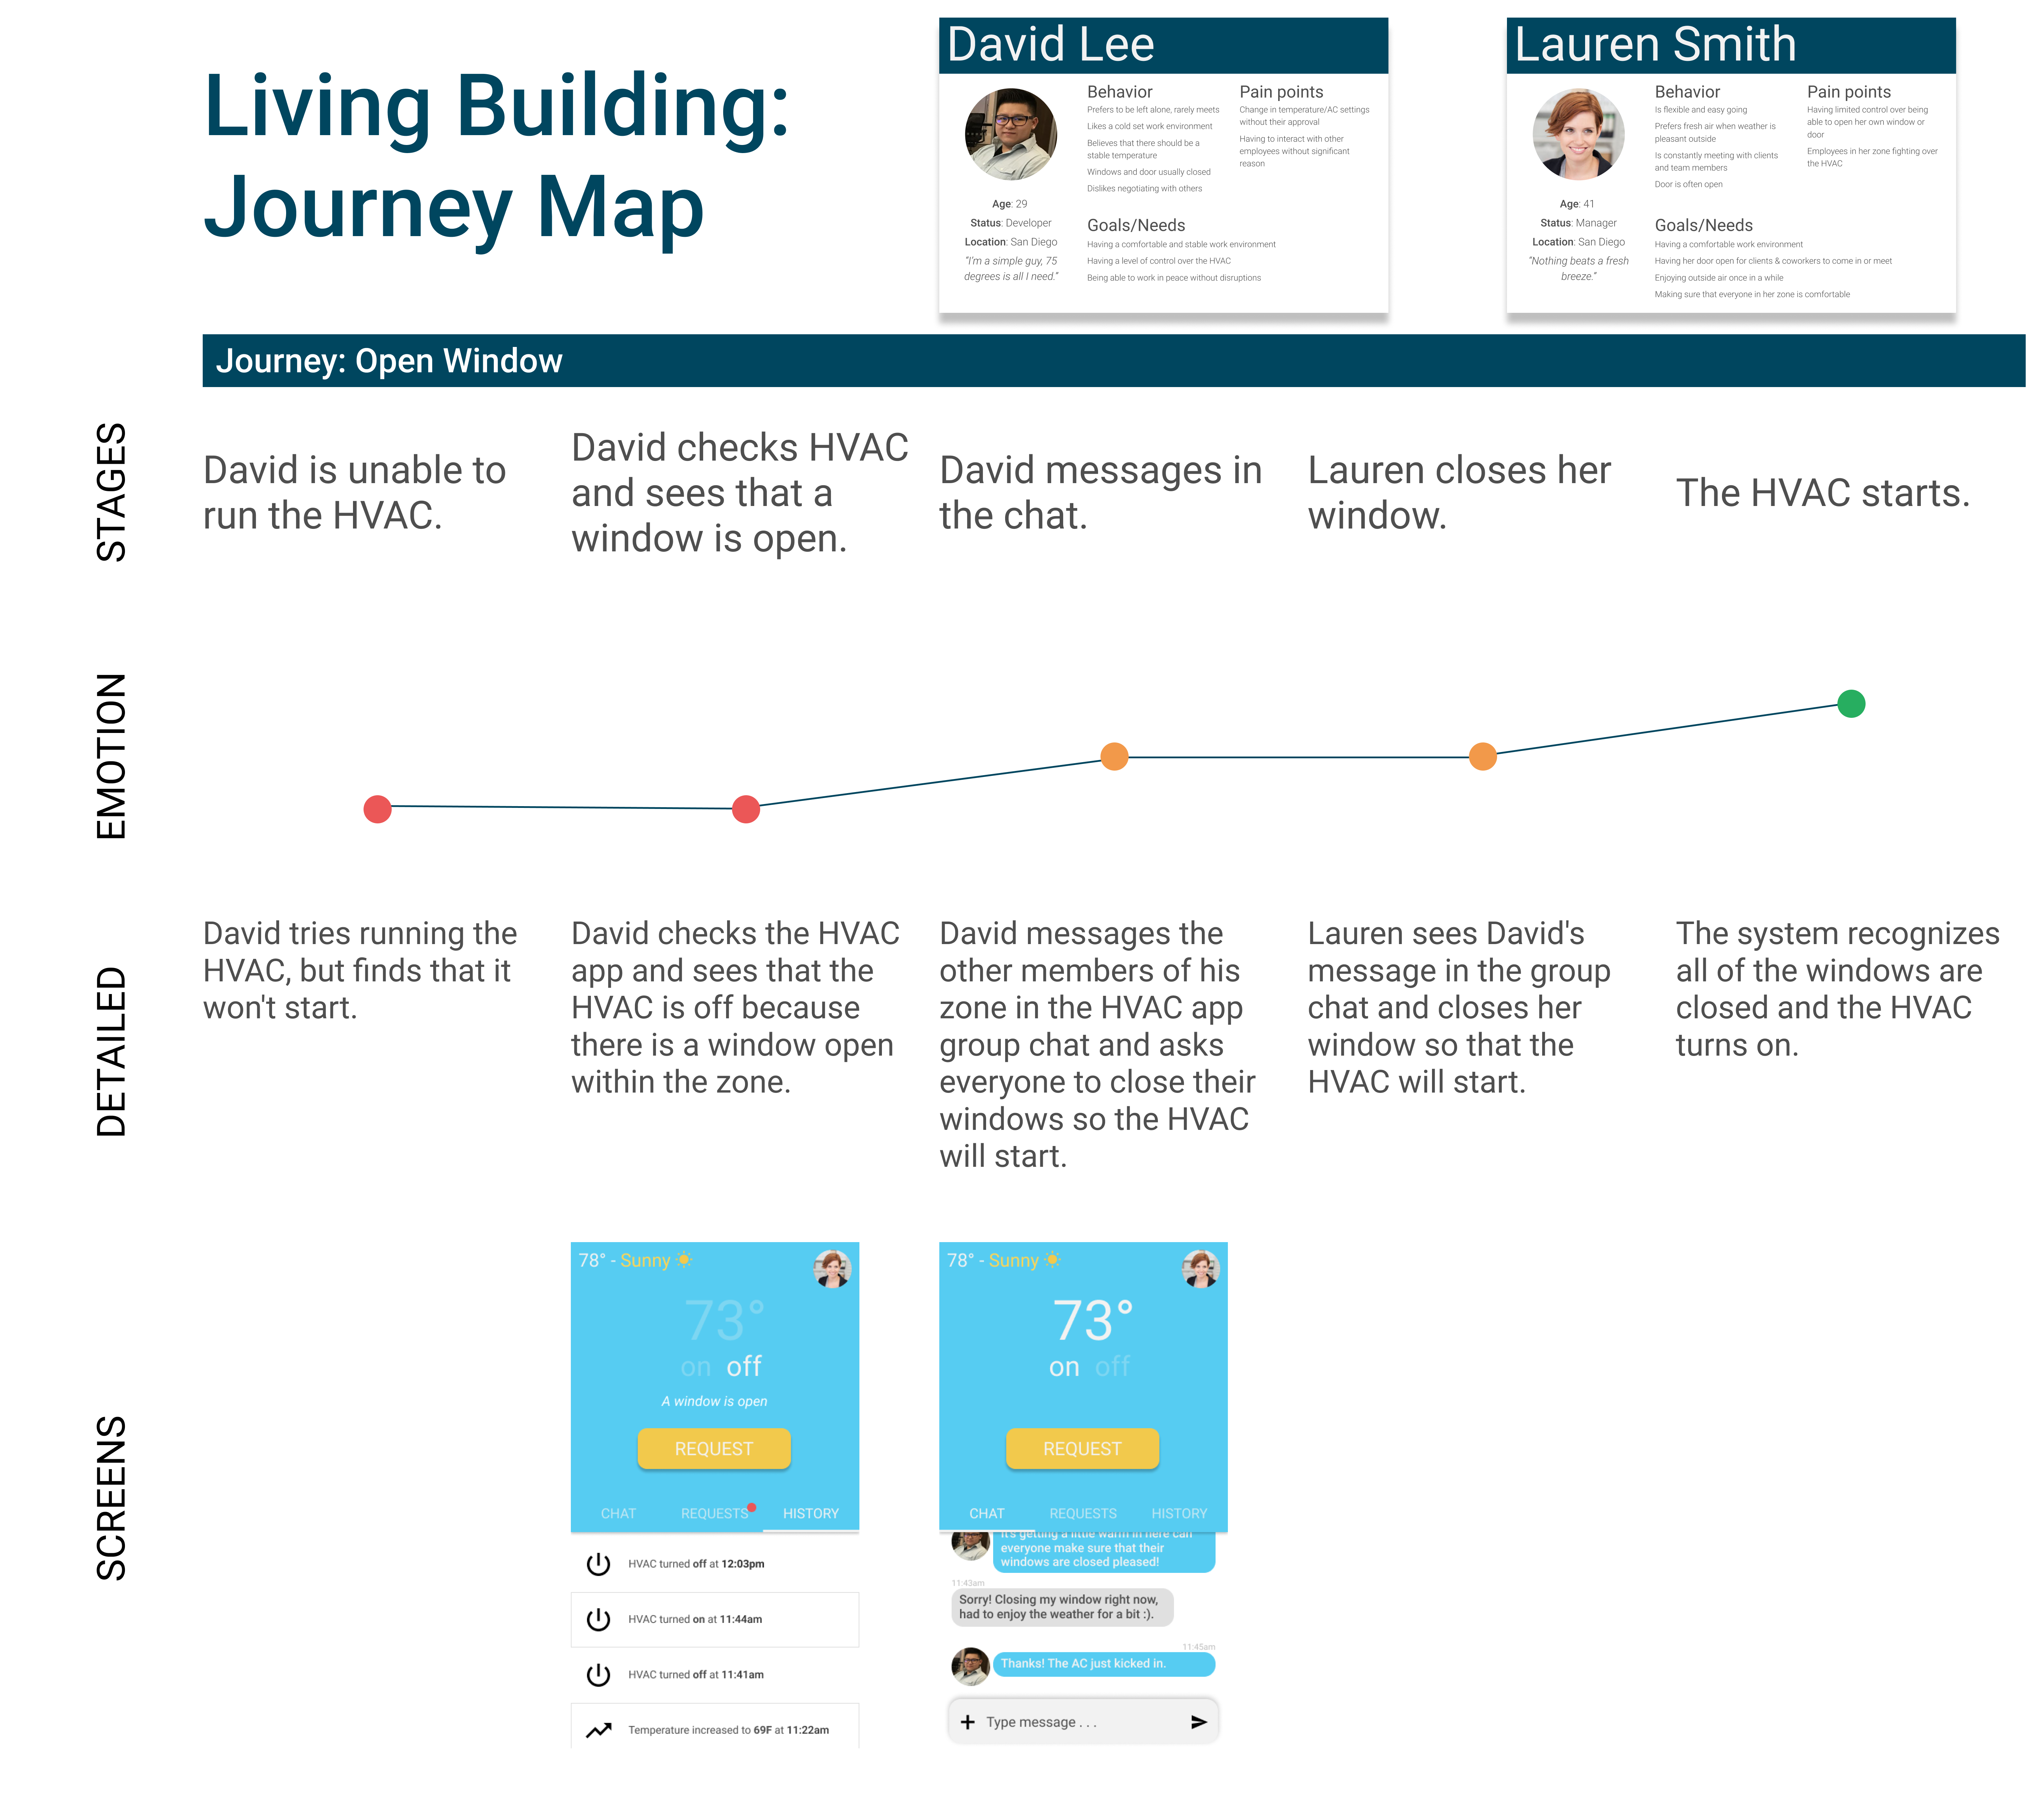 Living Building:
Journey Map
David Lee
Age: 29
Status: Developer
Location: San Diego
“I’m a simple guy, 75
degrees is all I need.”
Behavior
Prefers to be left alone, rarely meets
Likes a cold set work environment
Believes that there should be a
stable temperature
Windows and door usually closed
Dislikes negotiating with others
Pain points
Change in temperature/AC settings
without their approval
Having to interact with other
employees without significant
reason
Goals/Needs
Having a comfortable and stable work environment
Having a level of control over the HVAC
Being able to work in peace without disruptions
Lauren Smith
Age: 41
Status: Manager
Location: San Diego
“Nothing beats a fresh
breeze.”
Behavior
Is flexible and easy going
Prefers fresh air when weather is
pleasant outside
Is constantly meeting with clients
and team members
Door is often open
Pain points
Having limited control over being
able to open her own window or
door
Employees in her zone fighting over
the HVAC
Goals/Needs
Having a comfortable work environment
Having her door open for clients & coworkers to come in or meet
Enjoying outside air once in a while
Making sure that everyone in her zone is comfortable
Journey: Open Window
STAGES
David is unable to
run the HVAC.
David checks HVAC
and sees that a
window is open.
David messages in
the chat.
Lauren closes her
window.
The HVAC starts.
EMOTION
DETAILED
David tries running the
HVAC, but finds that it
won't start.
David checks the HVAC
app and sees that the
HVAC is off because
there is a window open
within the zone.
David messages the
other members of his
zone in the HVAC app
group chat and asks
everyone to close their
windows so the HVAC
will start.
Lauren sees David's
message in the group
chat and closes her
window so that the
HVAC will start.
The system recognizes
all of the windows are
closed and the HVAC
turns on.
SCREENS
78° - Sunny
73°
on off
A window is open
REQUEST
CHAT REQUESTS HISTORY
HVAC turned off at 12:03pm
HVAC turned on at 11:44am
HVAC turned off at 11:41am
Temperature increased to 69F at 11:22am
78° - Sunny
73°
on off
REQUEST
CHAT REQUESTS HISTORY
It's getting a little warm in here can
everyone make sure that their
windows are closed pleased!
11:43am
Sorry! Closing my window right now,
had to enjoy the weather for a bit :).
11:45am
Thanks! The AC just kicked in.
Type message . . .